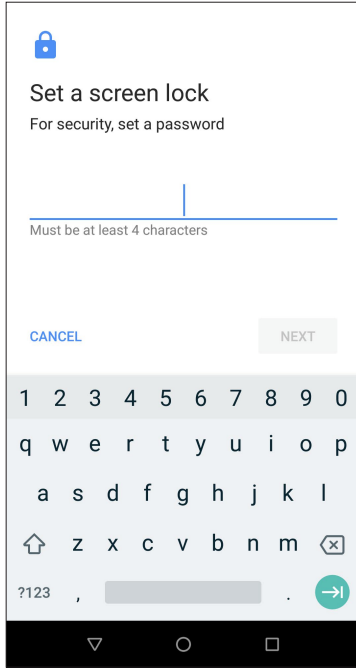 Set a screen lock
For security, set a password
Must be at least 4 characters
CANCEL NEXT
1 2 3 4 5 6 7 8 9 0
q w e r t y u i o p
a s d f g h j k l
z x c v b n m
?123 , .